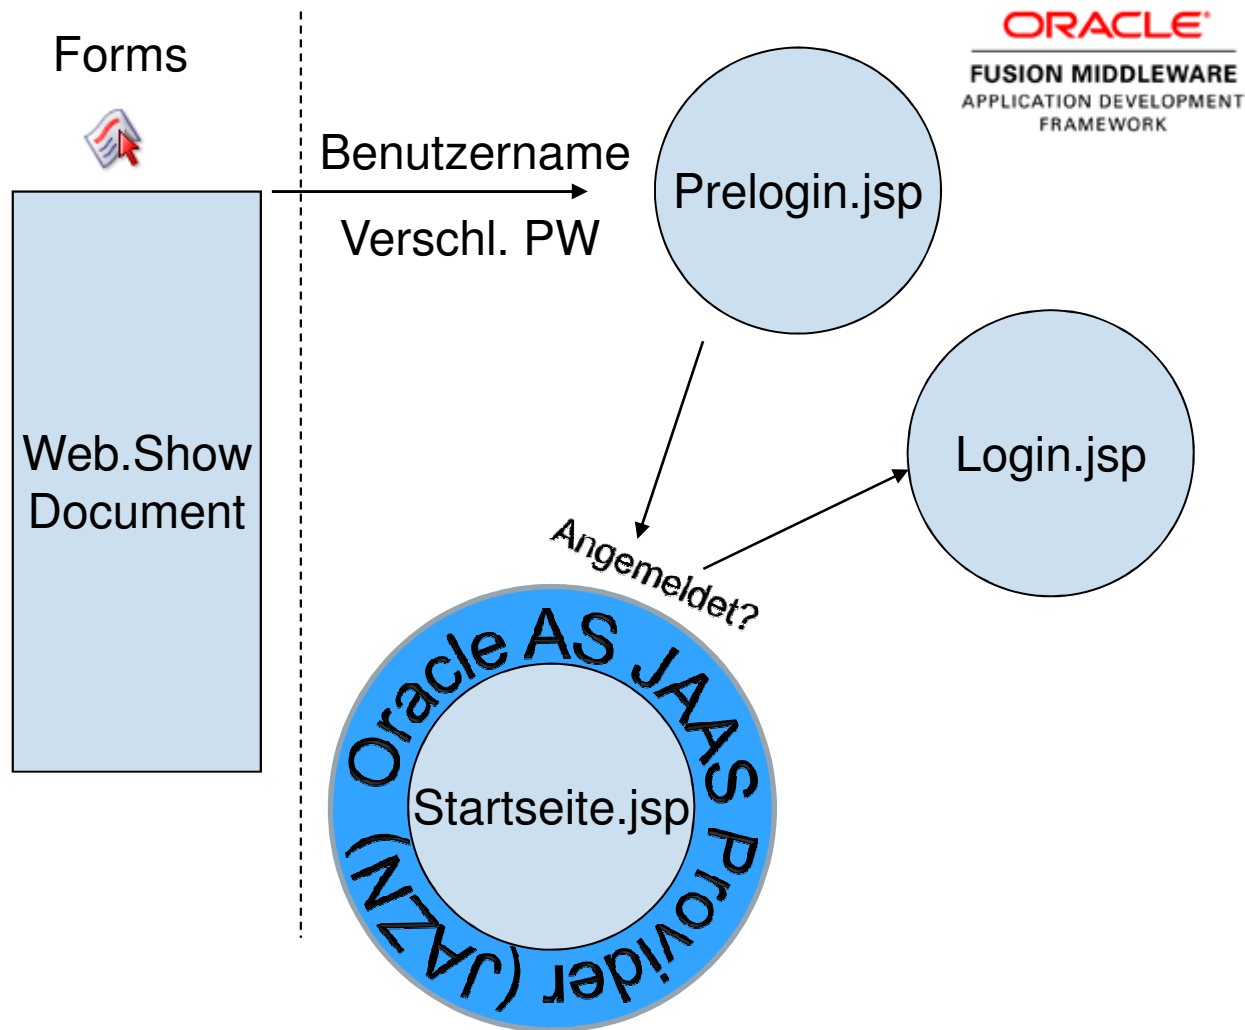 Forms
ORACLE
FUSION MIDDLEWARE
APPLICATION DEVELOPMENT
FRAMEWORK
Benutzername
Verschl. PW
Prelogin.jsp
Web.Show
Document
Login.jsp
Angemeldet?
Oracle AS JAAS Provider (JAZN)
Startseite.jsp